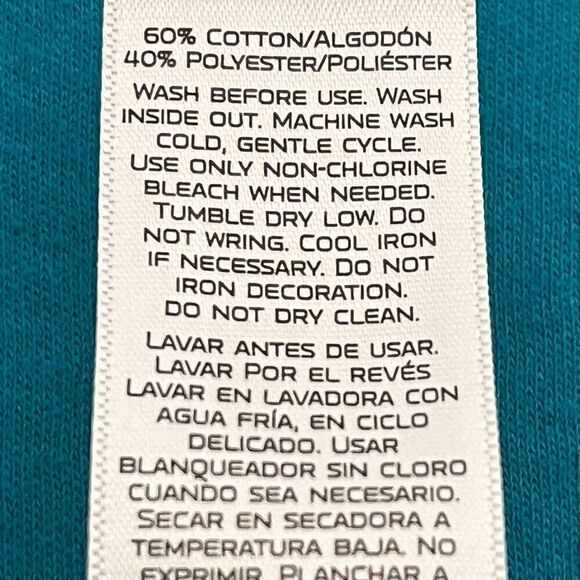 60% COTTON/ALGODÓN
40% POLYESTER/POLIÉSTER
WASH BEFORE USE. WASH
INSIDE OUT. MACHINE WASH
COLD, GENTLE CYCLE.
USE ONLY NON-CHLORINE
BLEACH WHEN NEEDED.
TUMBLE DRY LOW. DO
NOT WRING. COOL IRON
IF NECESSARY. DO NOT
IRON DECORATION.
DO NOT DRY CLEAN.
LAVAR ANTES DE USAR.
LAVAR POR EL REVÉS
LAVAR EN LAVADORA CON
AGUA FRÍA, EN CICLO
DELICADO. USAR
BLANQUEADOR SIN CLORO
CUANDO SEA NECESARIO.
SECAR EN SECADORA A
TEMPERATURA BAJA. NO
EXPRIMIR. PLANCHAR A